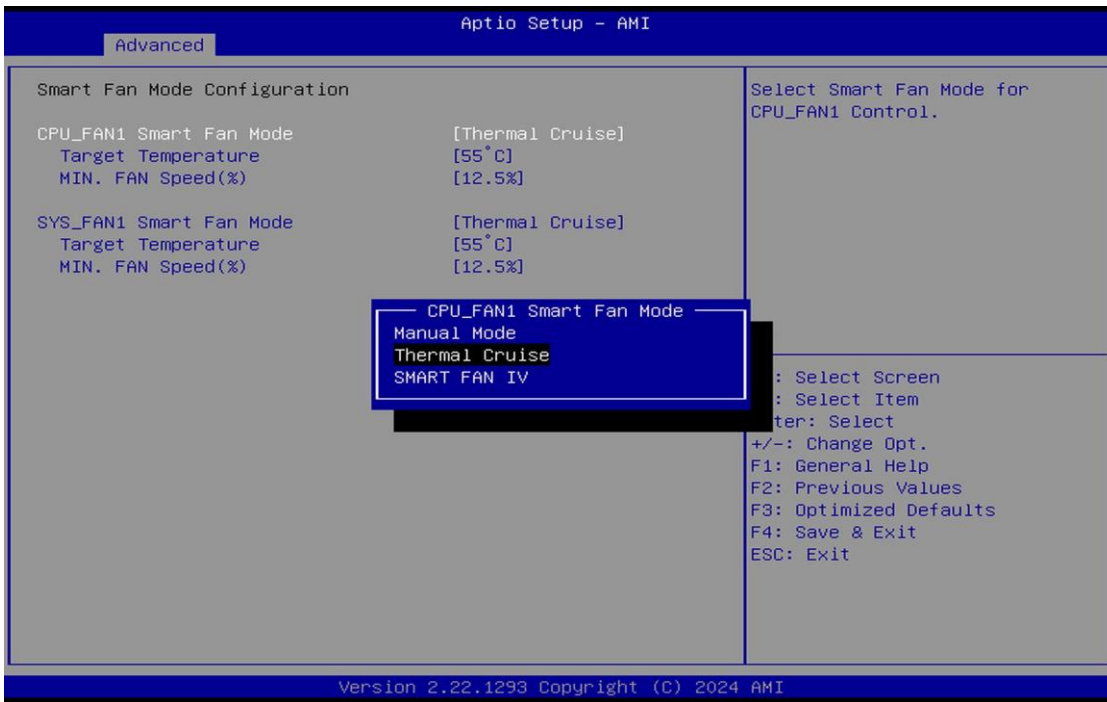 Aptio Setup – AMI
Advanced
Smart Fan Mode Configuration
CPU_FAN1 Smart Fan Mode [Thermal Cruise]
Target Temperature [55°C]
MIN. FAN Speed(%) [12.5%]
SYS_FAN1 Smart Fan Mode [Thermal Cruise]
Target Temperature [55°C]
MIN. FAN Speed(%) [12.5%]
CPU_FAN1 Smart Fan Mode
Manual Mode
Thermal Cruise
SMART FAN IV
Select Smart Fan Mode for
CPU_FAN1 Control.
: Select Screen
: Select Item
ter: Select
+/-: Change Opt.
F1: General Help
F2: Previous Values
F3: Optimized Defaults
F4: Save & Exit
ESC: Exit
Version 2.22.1293 Copyright (C) 2024 AMI